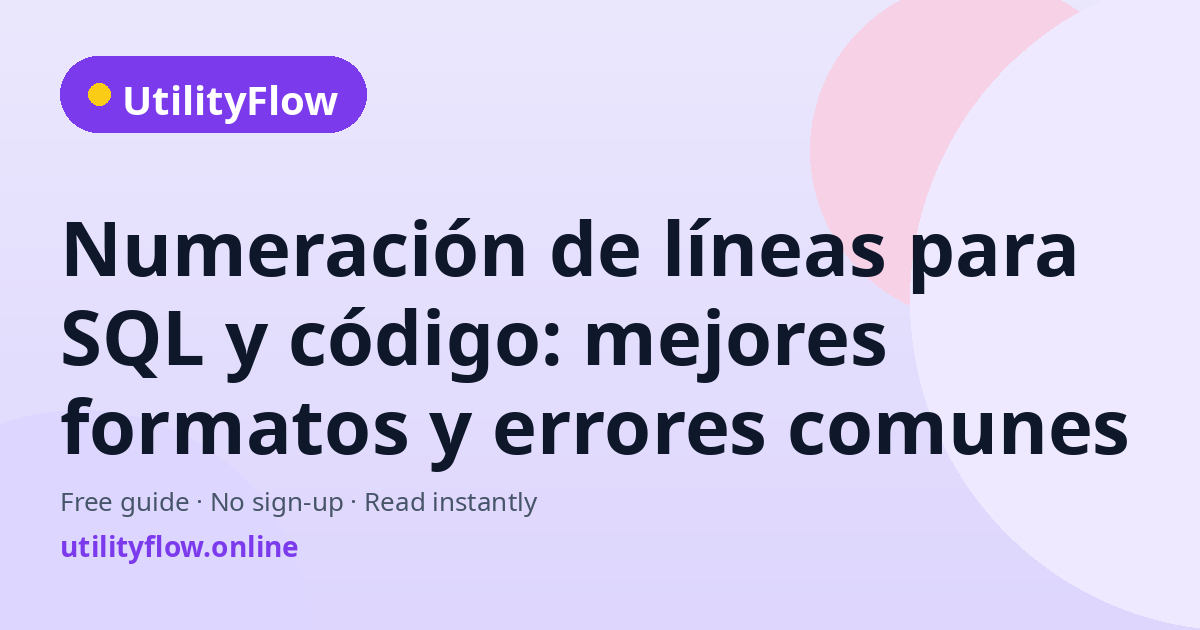 UtilityFlow
Numeración de líneas para
SQL y código: mejores
formatos y errores comunes
Free guide · No sign-up · Read instantly
utilityflow.online